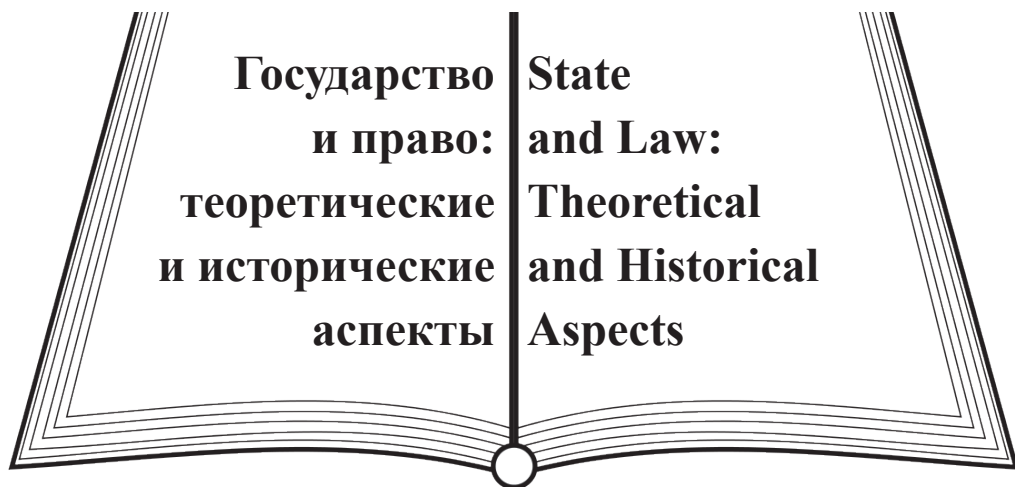 Государство
и право:
теоретические
и исторические
аспекты
State
and Law:
Theoretical
and Historical
Aspects